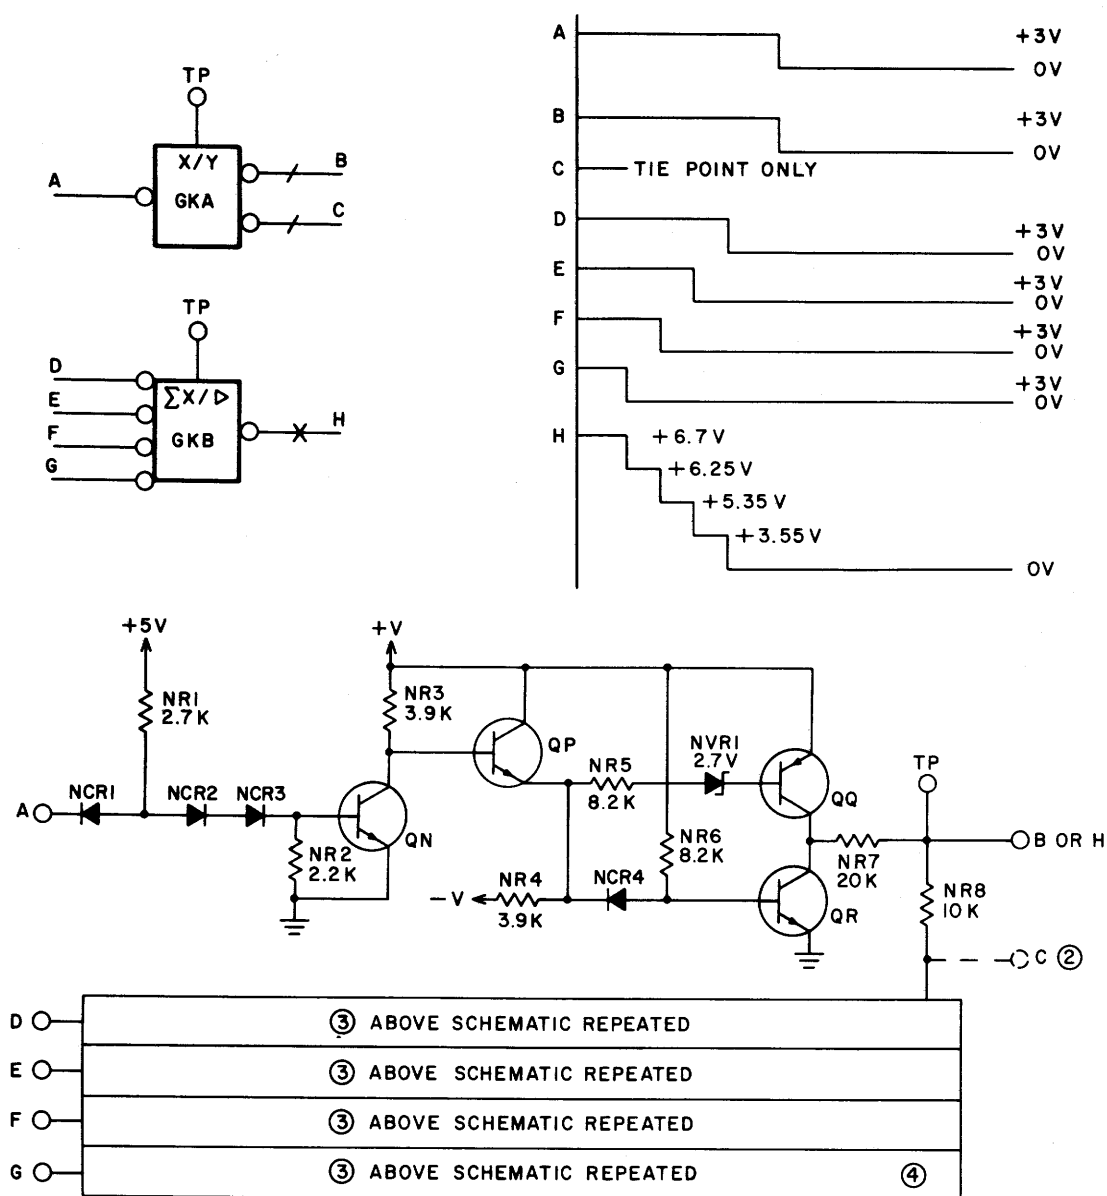 TP
X/Y
GKA
A
B
C
TP
ΣX/▷
GKB
D
E
F
G
H
A +3V
0V
B +3V
0V
C TIE POINT ONLY
D +3V
0V
E +3V
0V
F +3V
0V
G +3V
0V
H +6.7V
+6.25V
+5.35V
+3.55V
0V
+5V
+V
NR1
2.7K
NR3
3.9K
QP
NR5
8.2K
NVR1
2.7V
QQ
TP
A
NCR1
NCR2
NCR3
QN
NR2
2.2K
NR6
8.2K
B OR H
NR7
20K
-V
NR4
3.9K
NCR4
QR
NR8
10K
C ②
D ③ ABOVE SCHEMATIC REPEATED
E ③ ABOVE SCHEMATIC REPEATED
F ③ ABOVE SCHEMATIC REPEATED
G ③ ABOVE SCHEMATIC REPEATED ④